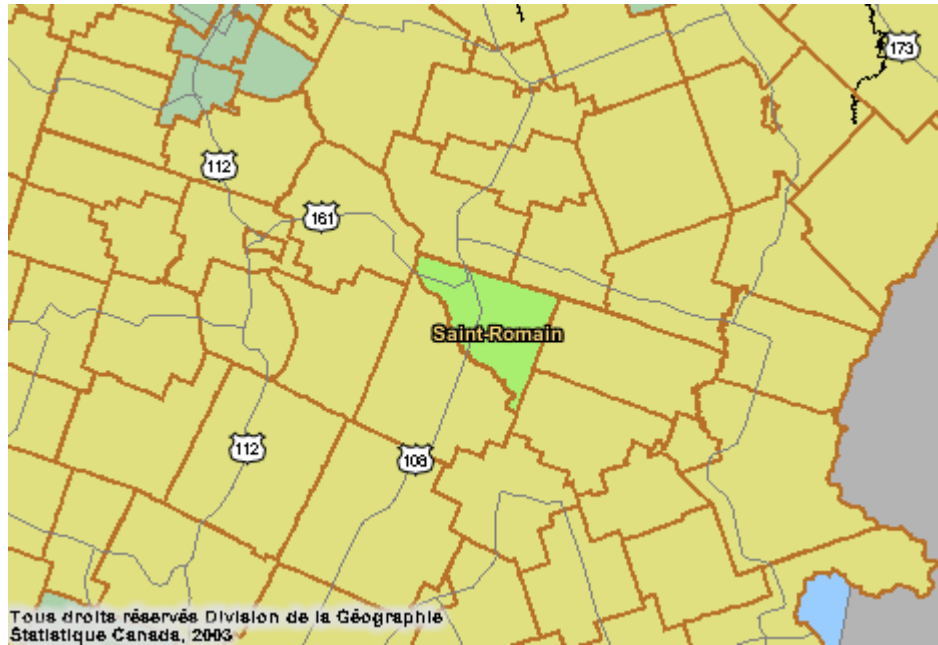 173
112
161
Saint-Romain
112
108
Tous droits réservés Division de la Géographie
Statistique Canada, 2003